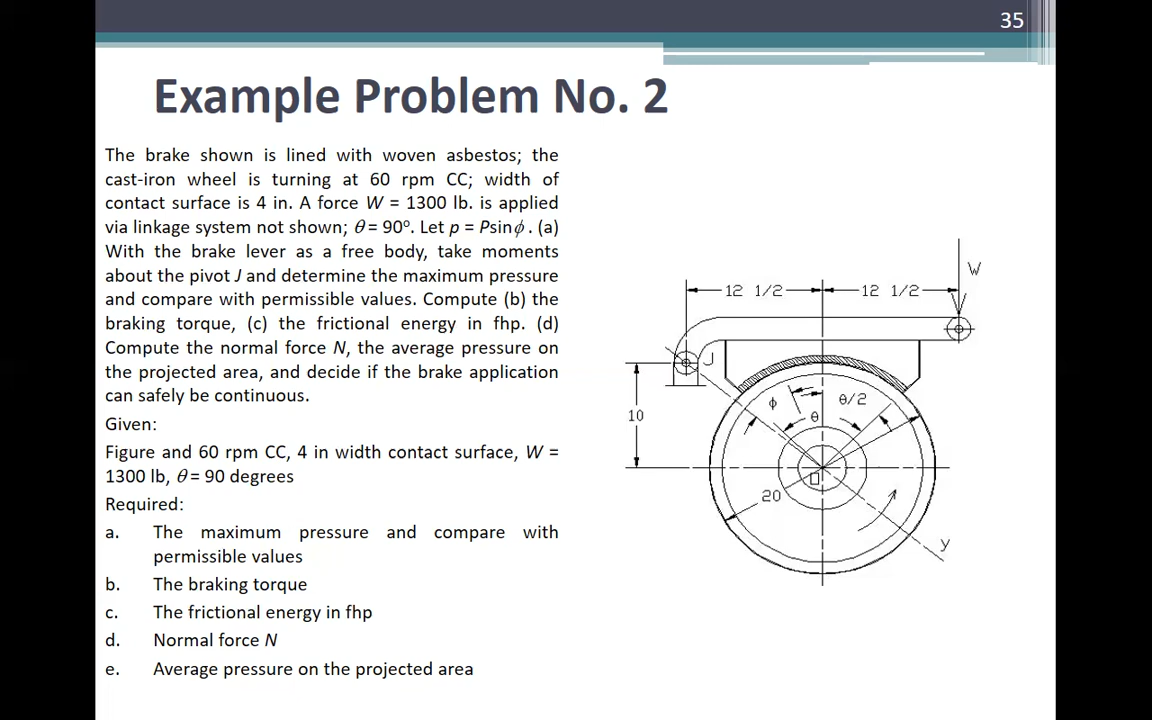 35
Example Problem No. 2
The brake shown is lined with woven asbestos; the
cast-iron wheel is turning at 60 rpm CC; width of
contact surface is 4 in. A force W = 1300 lb. is applied
via linkage system not shown; θ = 90°. Let p = Psinϕ. (a)
With the brake lever as a free body, take moments
about the pivot J and determine the maximum pressure
and compare with permissible values. Compute (b) the
braking torque, (c) the frictional energy in fhp. (d)
Compute the normal force N, the average pressure on
the projected area, and decide if the brake application
can safely be continuous.
Given:
Figure and 60 rpm CC, 4 in width contact surface, W =
1300 lb, θ = 90 degrees
Required:
a. The maximum pressure and compare with
permissible values
b. The braking torque
c. The frictional energy in fhp
d. Normal force N
e. Average pressure on the projected area
W
12 1/2
12 1/2
J
ϕ
θ/2
θ
10
O
20
y